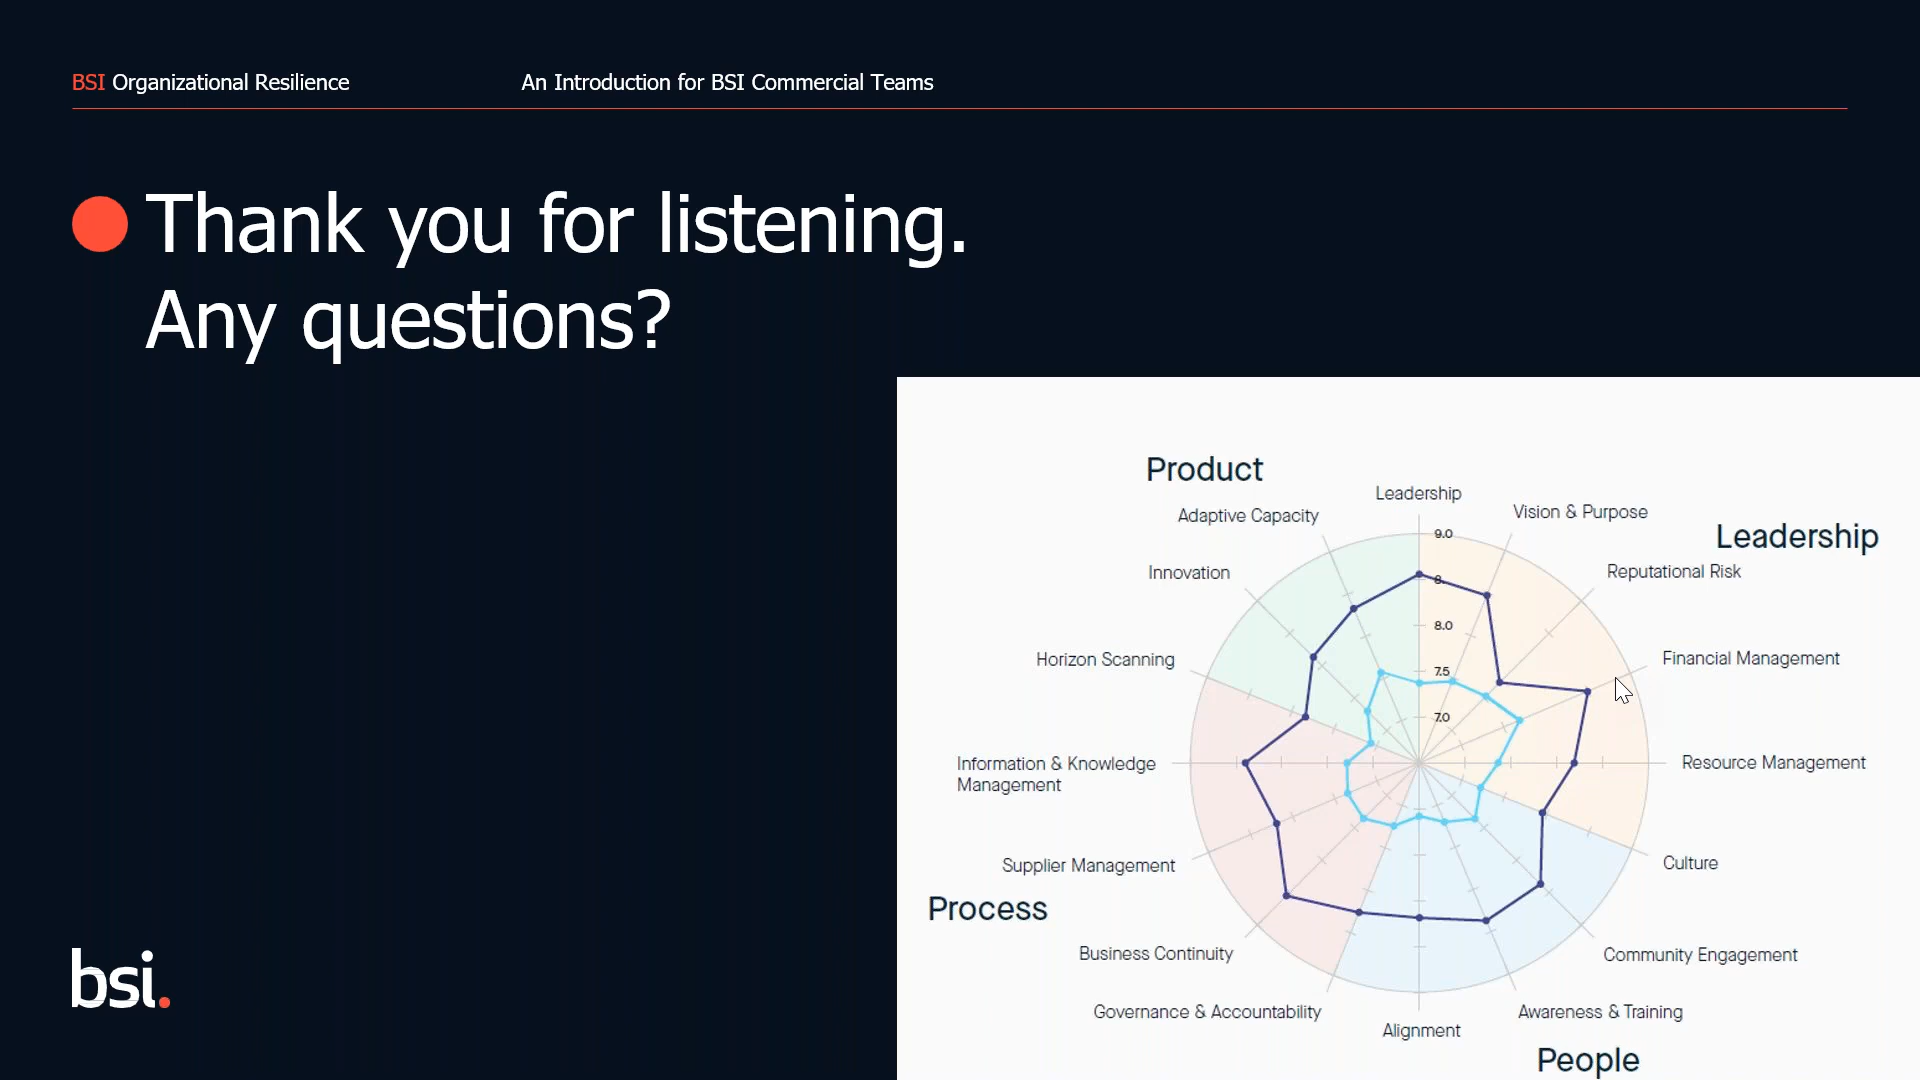 BSI Organizational Resilience
An Introduction for BSI Commercial Teams
Thank you for listening.
Any questions?
Product
Leadership
Adaptive Capacity
Vision & Purpose
Leadership
Innovation
Reputational Risk
Horizon Scanning
Financial Management
Information & Knowledge
Management
Resource Management
Supplier Management
Culture
Process
Business Continuity
Community Engagement
Governance & Accountability
Awareness & Training
Alignment
People
9.0
8.0
7.5
7.0
bsi.